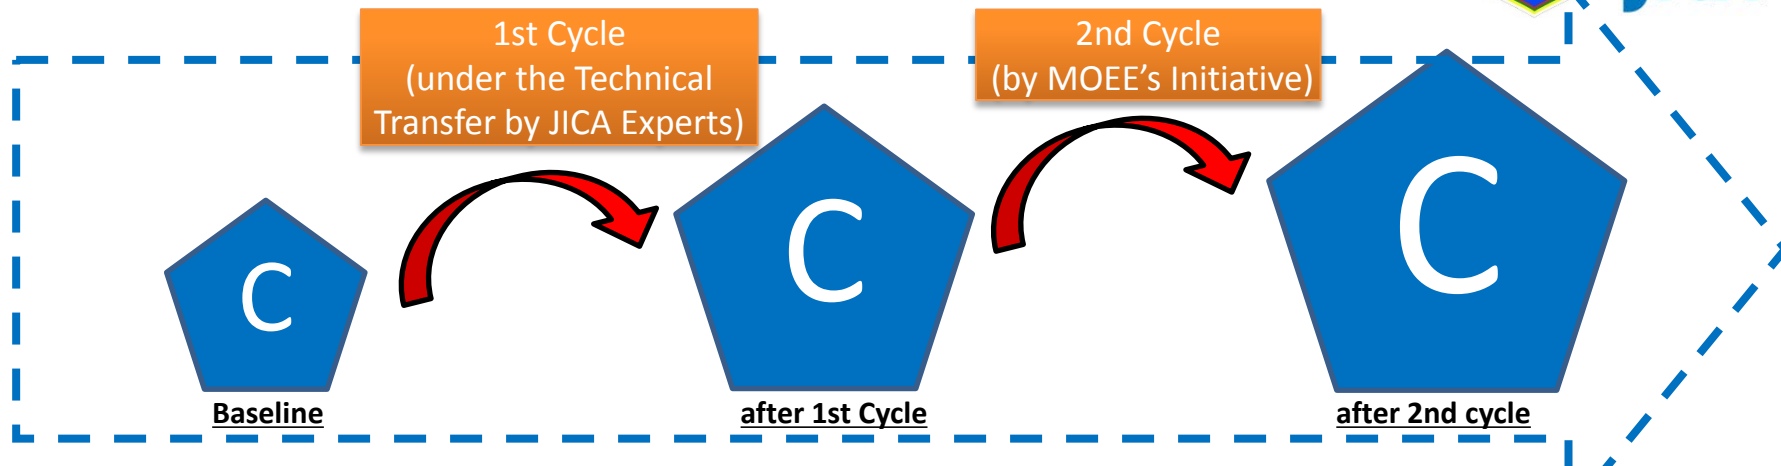 1st Cycle
(under the Technical
Transfer by JICA Experts)
2nd Cycle
(by MOEE's Initiative)
C
C
C
Baseline
after 1st Cycle
after 2nd cycle